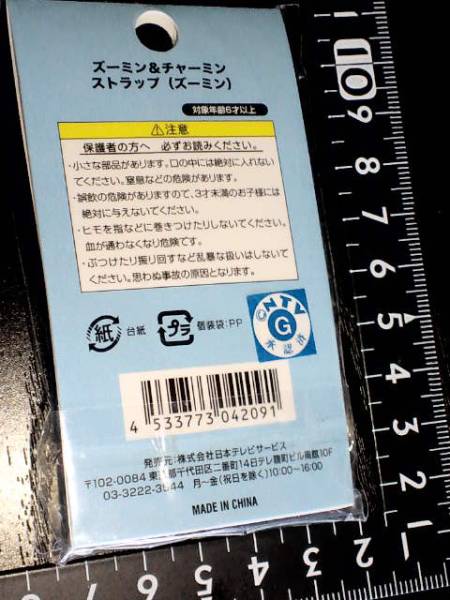 ズーミン&チャーミン
ストラップ（ズーミン）
対象年齢6才以上
⚠注意
保護者の方へ 必ずお読みください。
・小さな部品があります。口の中には絶対に入れない
でください。窒息などの危険があります。
・誤飲の危険がありますので、3才未満のお子様には
絶対に与えないでください。
・ヒモを指などに巻きつけたりしないでください。
血が通わなくなり危険です。
・ぶつけたり振り回すなど乱暴な扱いはしないで
ください。思わぬ事故の原因となります。
紙 台紙 プラ 個装袋:PP
©NTV
G
承認済
4 533773 042091
発売元:株式会社日本テレビサービス
〒102-0084 東京都千代田区二番町14日テレ麹町ビル南館10F
03-3222-3544 月〜金(祝日を除く)10:00〜16:00
MADE IN CHINA
10
9
8
7
6
5
4
3
2
1
8 7 6 5 4 3 2